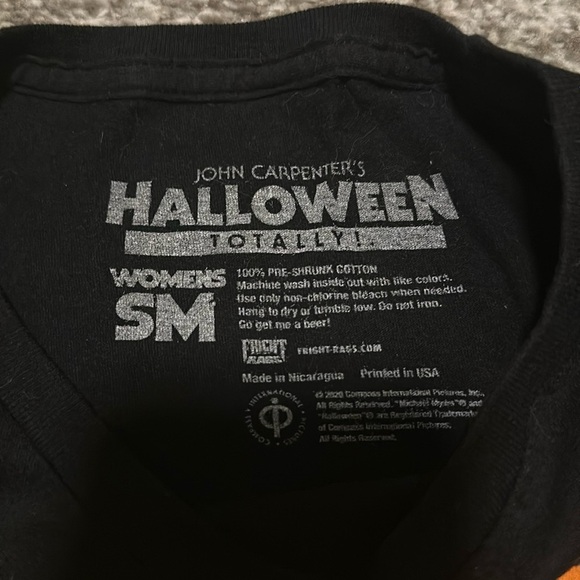 JOHN CARPENTER'S
HALLOWEEN
TOTALLY!
WOMENS
SM
100% PRE-SHRUNK COTTON
Machine wash inside out with like colors.
Use only non-chlorine bleach when needed.
Hang to dry or tumble low. Do not iron.
Go get me a beer!
FRIGHT
RAGS
FRIGHT-RAGS.COM
Made in Nicaragua Printed in USA
© 2020 Compass International Pictures, Inc.,
All Rights Reserved. "Michael Myers"® and
"Halloween"® are Registered Trademarks
of Compass International Pictures.
All Rights Reserved.
COMPASS INTERNATIONAL PICTURES